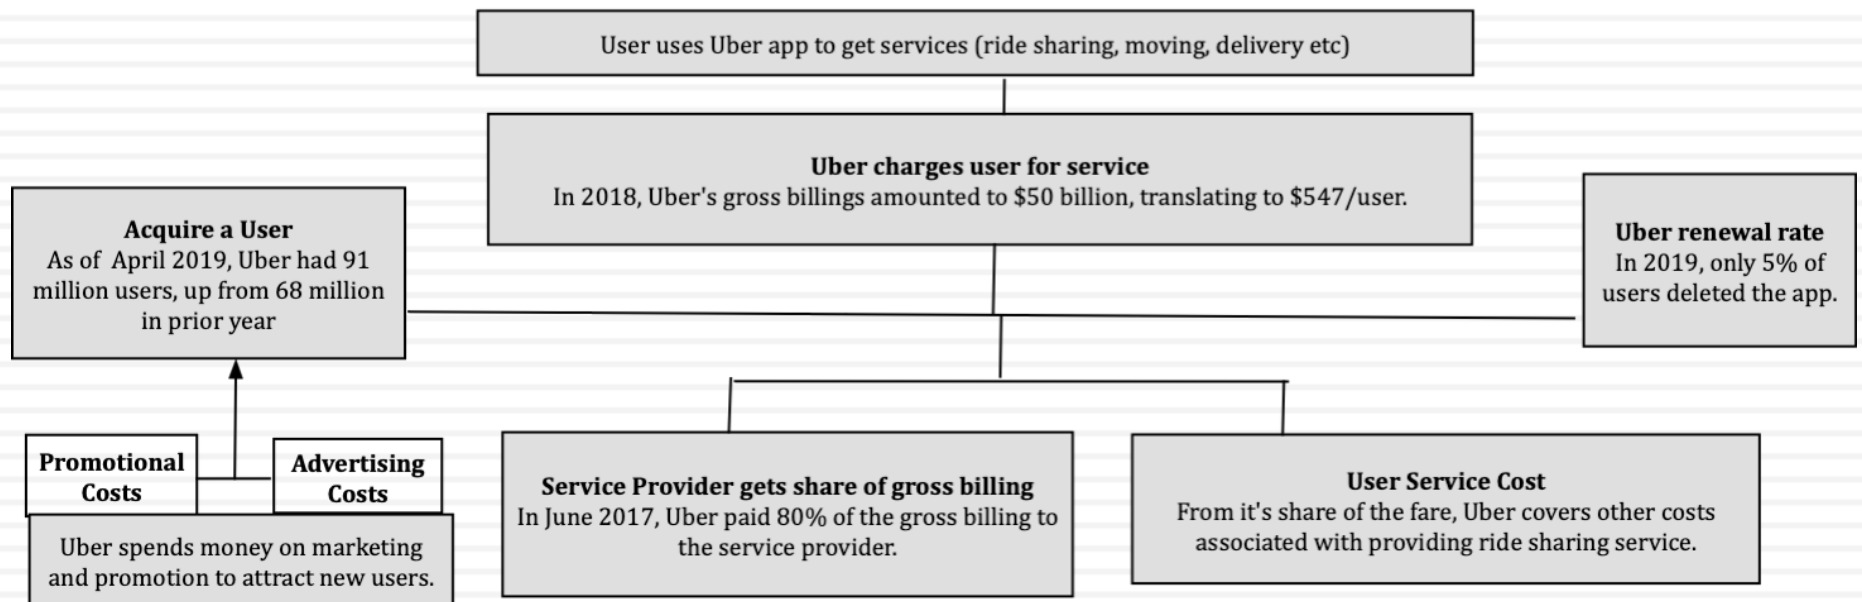 User uses Uber app to get services (ride sharing, moving, delivery etc)
Uber charges user for service
In 2018, Uber's gross billings amounted to $50 billion, translating to $547/user.
Acquire a User
As of April 2019, Uber had 91
million users, up from 68 million
in prior year
Uber renewal rate
In 2019, only 5% of
users deleted the app.
Promotional
Costs
Advertising
Costs
Uber spends money on marketing
and promotion to attract new users.
Service Provider gets share of gross billing
In June 2017, Uber paid 80% of the gross billing to
the service provider.
User Service Cost
From it's share of the fare, Uber covers other costs
associated with providing ride sharing service.